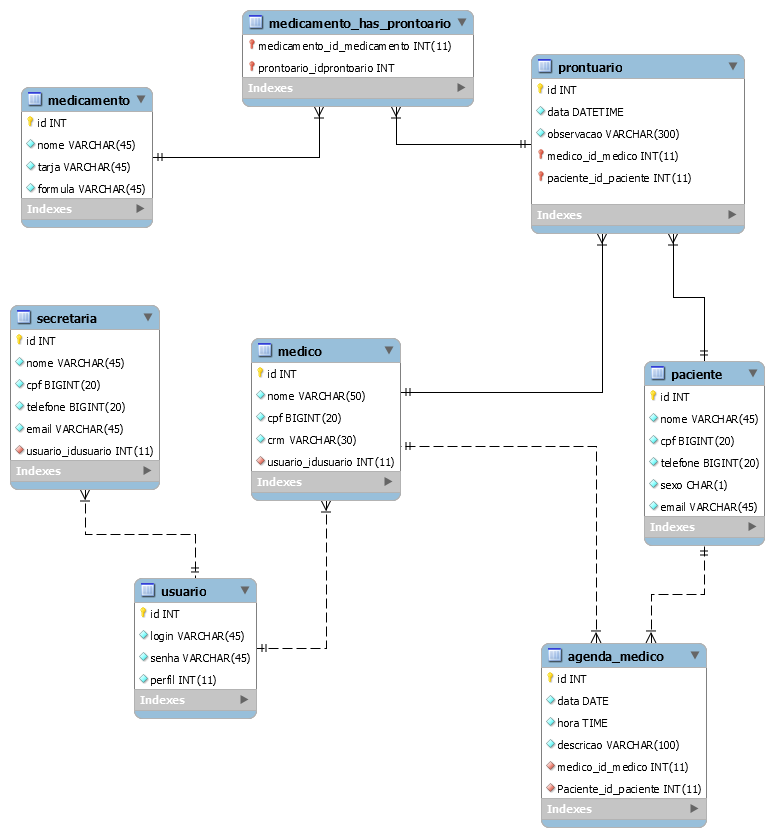 medicamento_has_prontoario
medicamento_id_medicamento INT(11)
prontoario_idprontoario INT
Indexes
prontuario
id INT
data DATETIME
observacao VARCHAR(300)
medico_id_medico INT(11)
paciente_id_paciente INT(11)
Indexes
medicamento
id INT
nome VARCHAR(45)
tarja VARCHAR(45)
formula VARCHAR(45)
Indexes
secretaria
id INT
nome VARCHAR(45)
cpf BIGINT(20)
telefone BIGINT(20)
email VARCHAR(45)
usuario_idusuario INT(11)
Indexes
medico
id INT
nome VARCHAR(50)
cpf BIGINT(20)
crm VARCHAR(30)
usuario_idusuario INT(11)
Indexes
paciente
id INT
nome VARCHAR(45)
cpf BIGINT(20)
telefone BIGINT(20)
sexo CHAR(1)
email VARCHAR(45)
Indexes
usuario
id INT
login VARCHAR(45)
senha VARCHAR(45)
perfil INT(11)
Indexes
agenda_medico
id INT
data DATE
hora TIME
descricao VARCHAR(100)
medico_id_medico INT(11)
Paciente_id_paciente INT(11)
Indexes